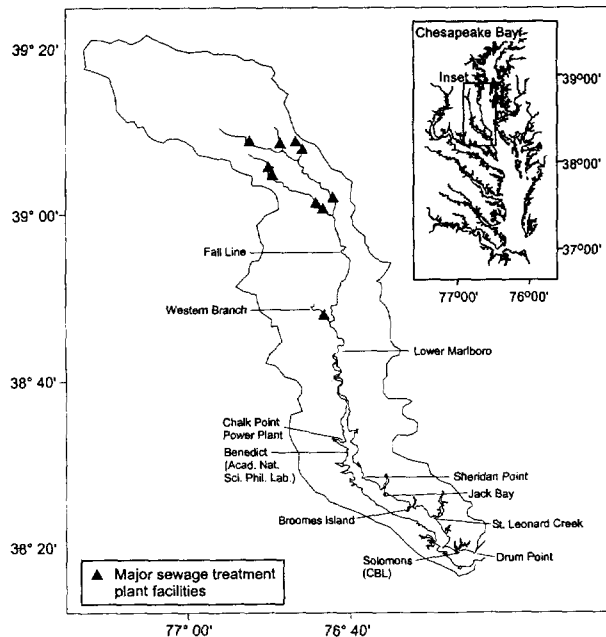 39° 20'
39° 00'
38° 40'
38° 20'
77° 00'
76° 40'
Chesapeake Bay
Inset
39°00'
38°00'
37°00'
77°00'
76°00'
Fall Line
Western Branch
Lower Marlboro
Chalk Point
Power Plant
Benedict
(Acad. Nat.
Sci. Phil. Lab.)
Sheridan Point
Jack Bay
Broomes Island
St. Leonard Creek
Solomons
(CBL)
Drum Point
Major sewage treatment
plant facilities